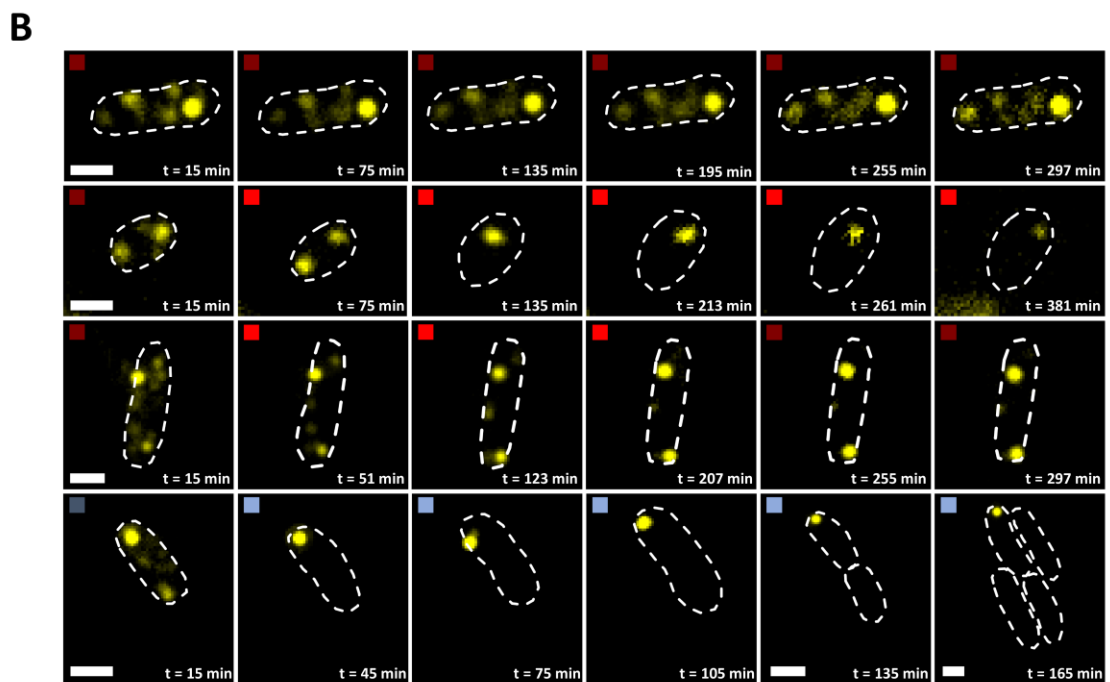 B
t = 15 min t = 75 min t = 135 min t = 195 min t = 255 min t = 297 min
t = 15 min t = 75 min t = 135 min t = 213 min t = 261 min t = 381 min
t = 15 min t = 51 min t = 123 min t = 207 min t = 255 min t = 297 min
t = 15 min t = 45 min t = 75 min t = 105 min t = 135 min t = 165 min